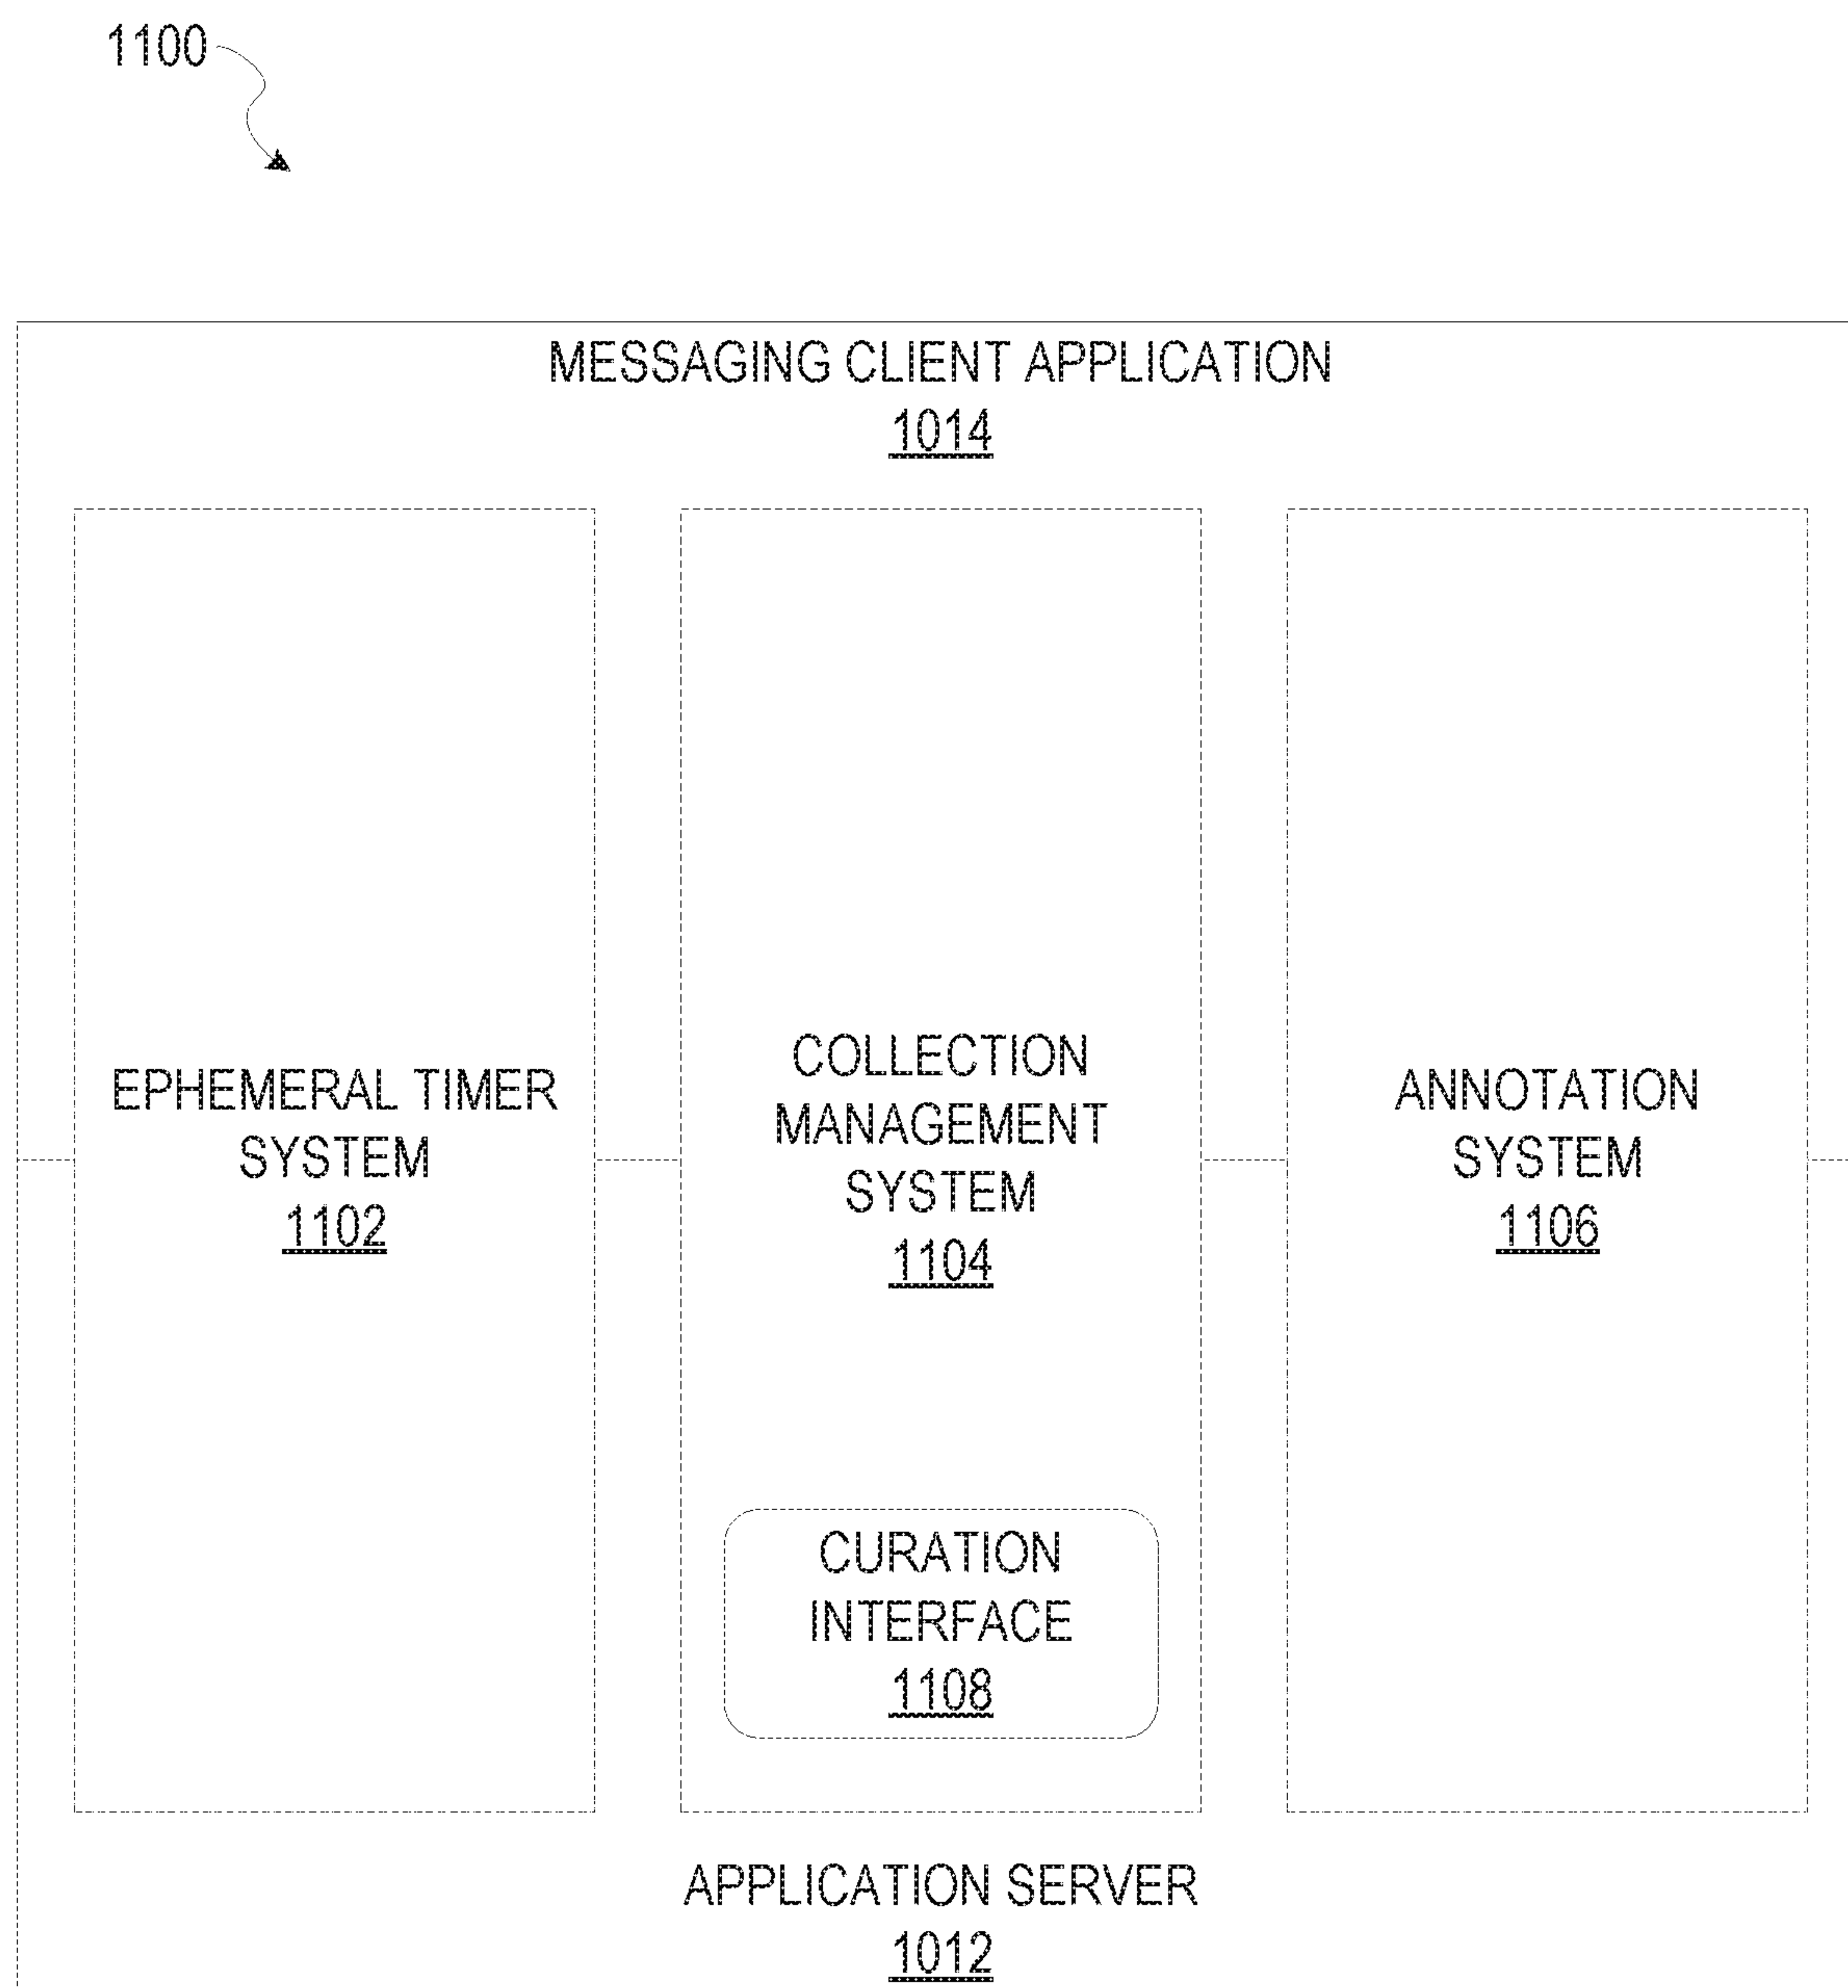 1100
MESSAGING CLIENT APPLICATION
1014
EPHEMERAL TIMER
SYSTEM
1102
COLLECTION
MANAGEMENT
SYSTEM
1104
ANNOTATION
SYSTEM
1106
CURATION
INTERFACE
1108
APPLICATION SERVER
1012